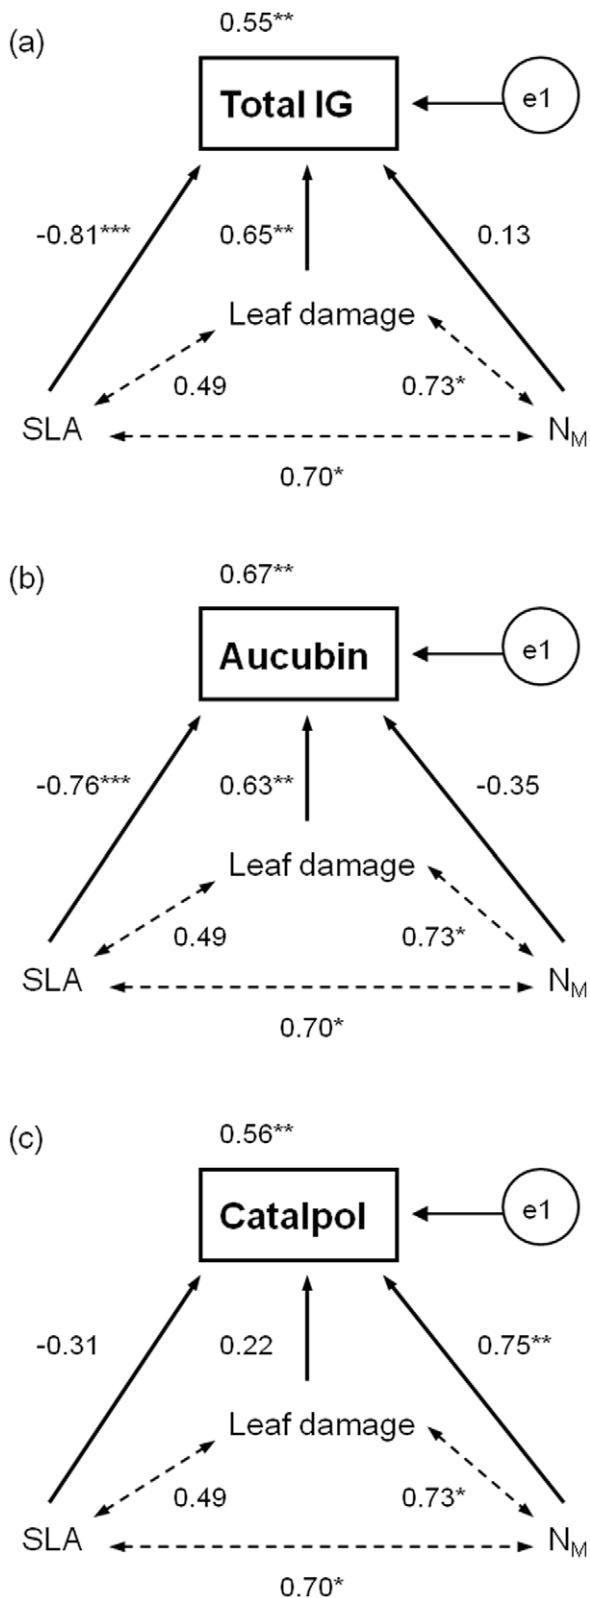 0.55**
(a)
Total IG
e1
-0.81***
0.65**
0.13
Leaf damage
0.49
0.73*
SLA
NM
0.70*
0.67**
(b)
Aucubin
e1
-0.76***
0.63**
-0.35
Leaf damage
0.49
0.73*
SLA
NM
0.70*
0.56**
(c)
Catalpol
e1
-0.31
0.22
0.75**
Leaf damage
0.49
0.73*
SLA
NM
0.70*